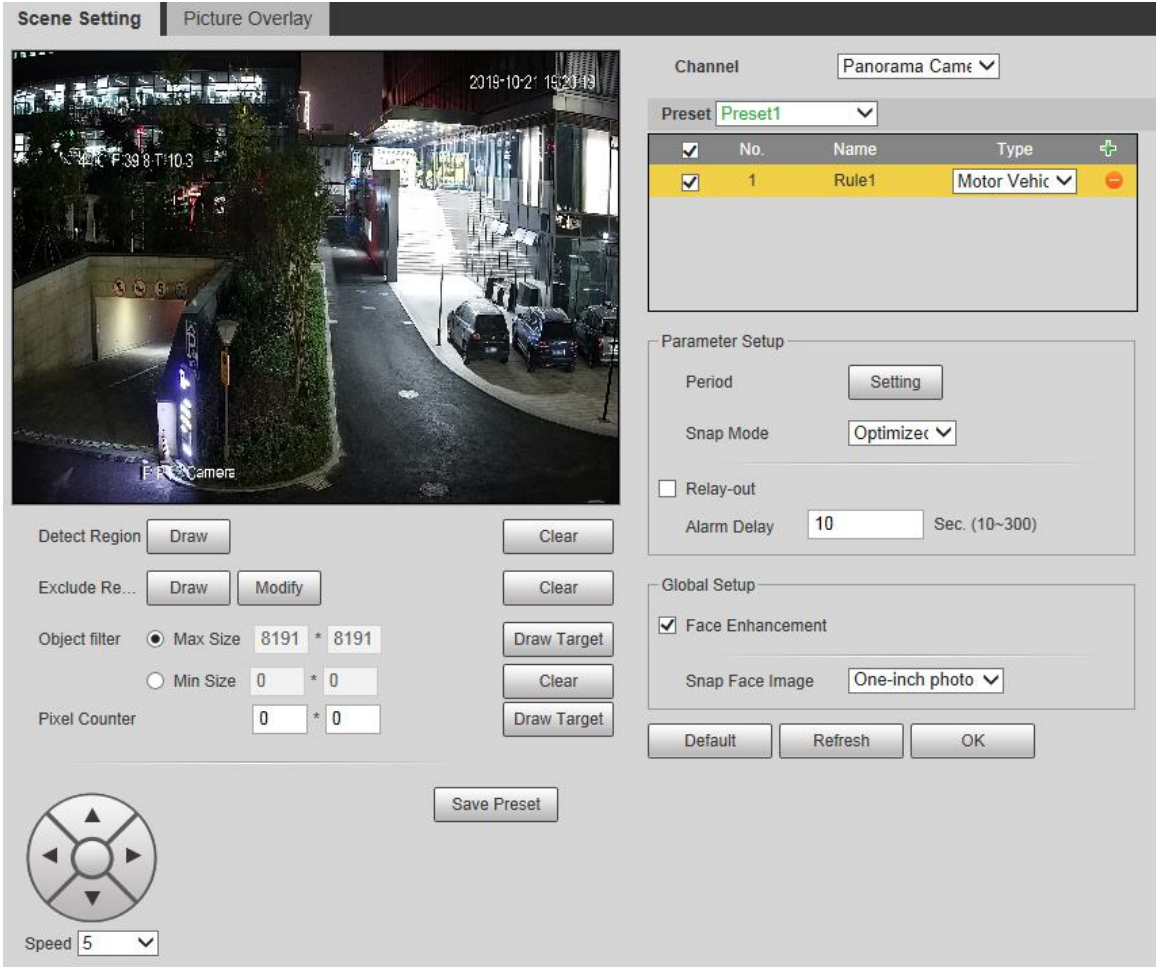 Scene Setting Picture Overlay
2019-10-21 19:20:19
Camera
Detect Region Draw Clear
Exclude Re... Draw Modify Clear
Object filter Max Size 8191 * 8191 Draw Target
Min Size 0 * 0 Clear
Pixel Counter 0 * 0 Draw Target
Save Preset
Speed 5
Channel Panorama Came
Preset Preset1
No. Name Type
1 Rule1 Motor Vehic
Parameter Setup
Period Setting
Snap Mode Optimizec
Relay-out
Alarm Delay 10 Sec. (10~300)
Global Setup
Face Enhancement
Snap Face Image One-inch photo
Default Refresh OK